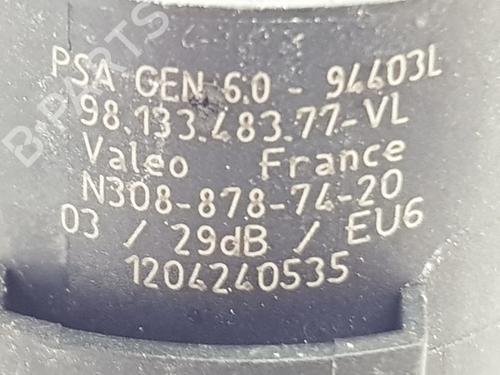 PSA GEN 6.0 - 94403L
98.133.483.77-VL
Valeo France
N308-878-74-20
03 / 29dB / EU6
1204240535